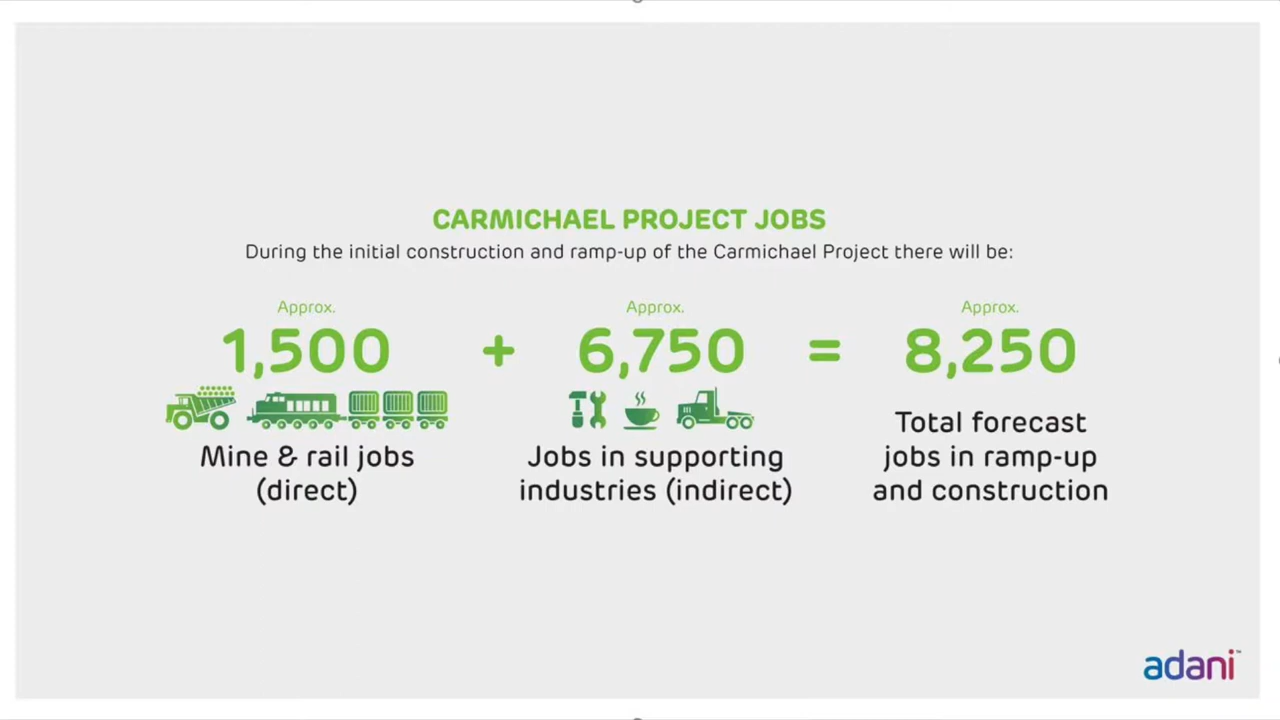 CARMICHAEL PROJECT JOBS
During the initial construction and ramp-up of the Carmichael Project there will be:
Approx.
1,500
Mine & rail jobs
(direct)
+
Approx.
6,750
Jobs in supporting
industries (indirect)
=
Approx.
8,250
Total forecast
jobs in ramp-up
and construction
adani™